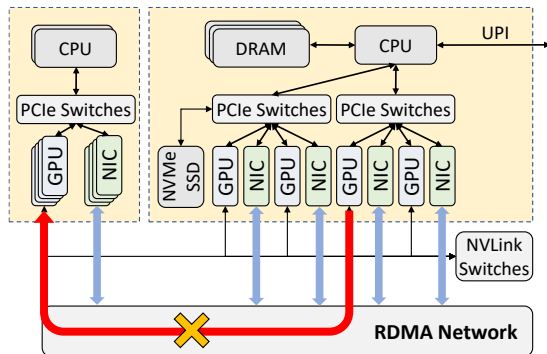 CPU
PCIe Switches
GPU
NIC
DRAM
CPU
UPI
PCIe Switches
PCIe Switches
NVMe
SSD
GPU
NIC
GPU
NIC
GPU
NIC
GPU
NIC
NVLink
Switches
RDMA Network